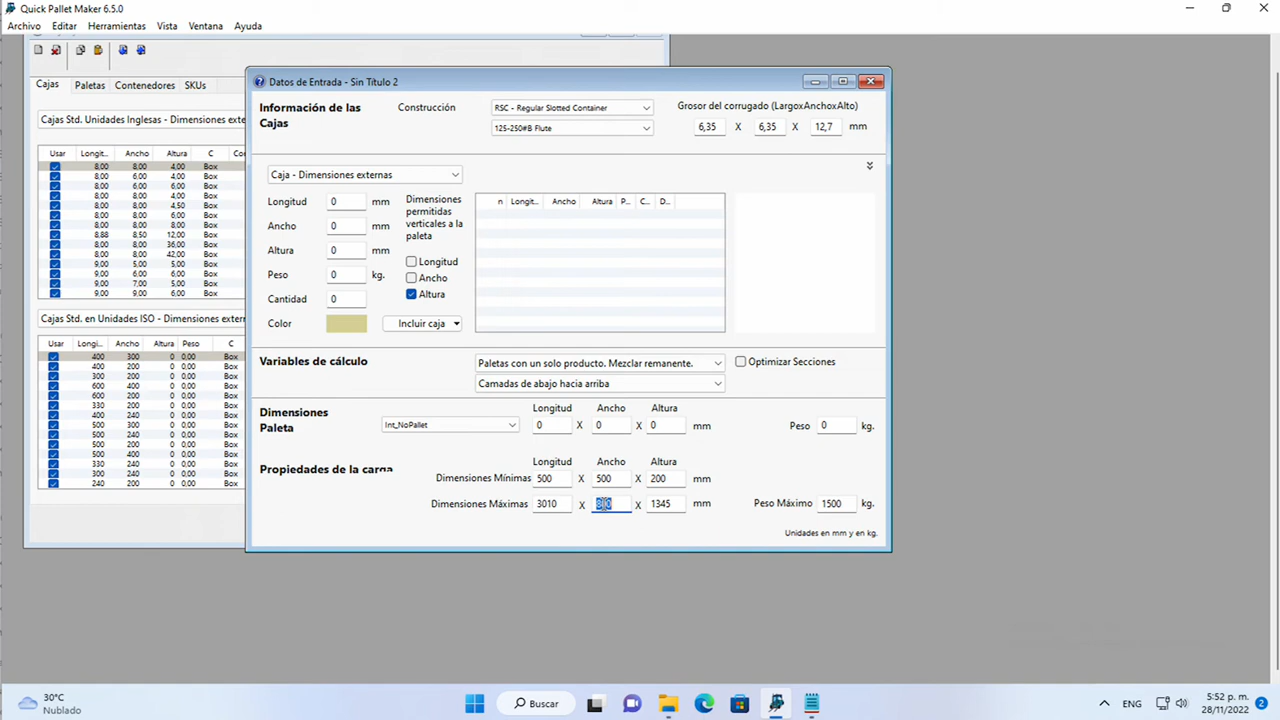 Quick Pallet Maker 6.5.0
Archivo Editar Herramientas Vista Ventana Ayuda
Cajas Paletas Contenedores SKUs
Cajas Std. Unidades Inglesas - Dimensiones exte
Usar Longit... Ancho Altura C Cor
8,00 8,00 4,00 Box
8,00 6,00 4,00 Box
8,00 6,00 6,00 Box
8,00 8,00 4,00 Box
8,00 8,00 4,50 Box
8,00 8,00 6,00 Box
8,00 8,00 8,00 Box
8,88 8,50 12,00 Box
8,00 8,00 36,00 Box
8,00 8,00 42,00 Box
9,00 5,00 5,00 Box
9,00 6,00 6,00 Box
9,00 7,00 5,00 Box
9,00 9,00 6,00 Box
Cajas Std. en Unidades ISO - Dimensiones exter
Usar Longi... Ancho Altura Peso C
400 300 0 0,00 Box
400 200 0 0,00 Box
300 200 0 0,00 Box
600 400 0 0,00 Box
600 200 0 0,00 Box
330 200 0 0,00 Box
400 240 0 0,00 Box
500 300 0 0,00 Box
500 240 0 0,00 Box
500 200 0 0,00 Box
500 400 0 0,00 Box
330 240 0 0,00 Box
300 240 0 0,00 Box
240 200 0 0,00 Box
Datos de Entrada - Sin Título 2
Información de las
Cajas
Construcción
RSC - Regular Slotted Container
125-250#B Flute
Grosor del corrugado (LargoxAnchoxAlto)
6,35 X 6,35 X 12,7 mm
Caja - Dimensiones externas
Longitud 0 mm
Ancho 0 mm
Altura 0 mm
Peso 0 kg.
Cantidad 0
Color
Dimensiones
permitidas
verticales a la
paleta
Longitud
Ancho
Altura
Incluir caja
n Longit... Ancho Altura P... C... D...
Variables de cálculo
Paletas con un solo producto. Mezclar remanente.
Optimizar Secciones
Camadas de abajo hacia arriba
Dimensiones
Paleta
Int_NoPallet
Longitud Ancho Altura
0 X 0 X 0 mm
Peso 0 kg.
Propiedades de la carga
Longitud Ancho Altura
Dimensiones Mínimas 500 X 500 X 200 mm
Dimensiones Máximas 3010 X X 1345 mm
Peso Máximo 1500 kg.
Unidades en mm y en kg.
30°C
Nublado
Buscar
ENG
5:52 p. m.
28/11/2022
2